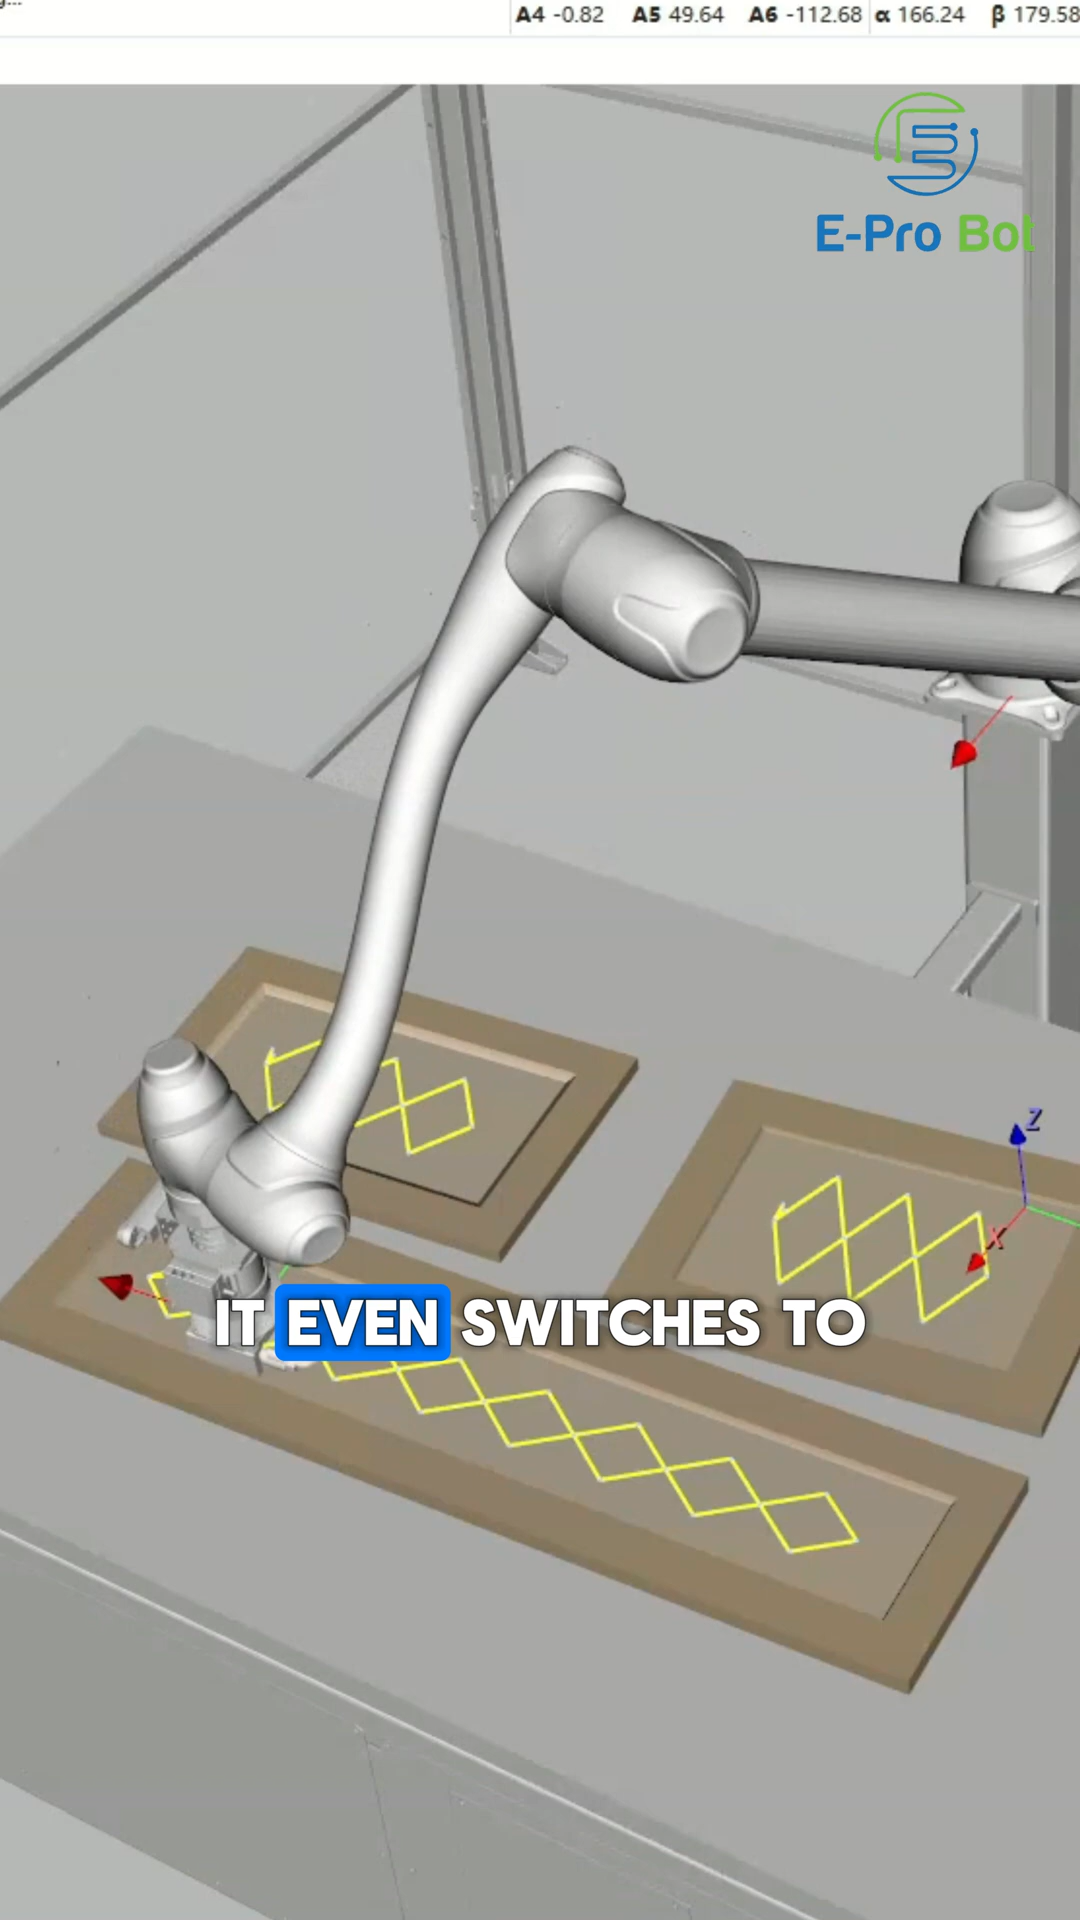 A4 -0.82 A5 49.64 A6 -112.68 α 166.24 β 179.58
E-Pro Bot
Z
X
IT EVEN SWITCHES TO